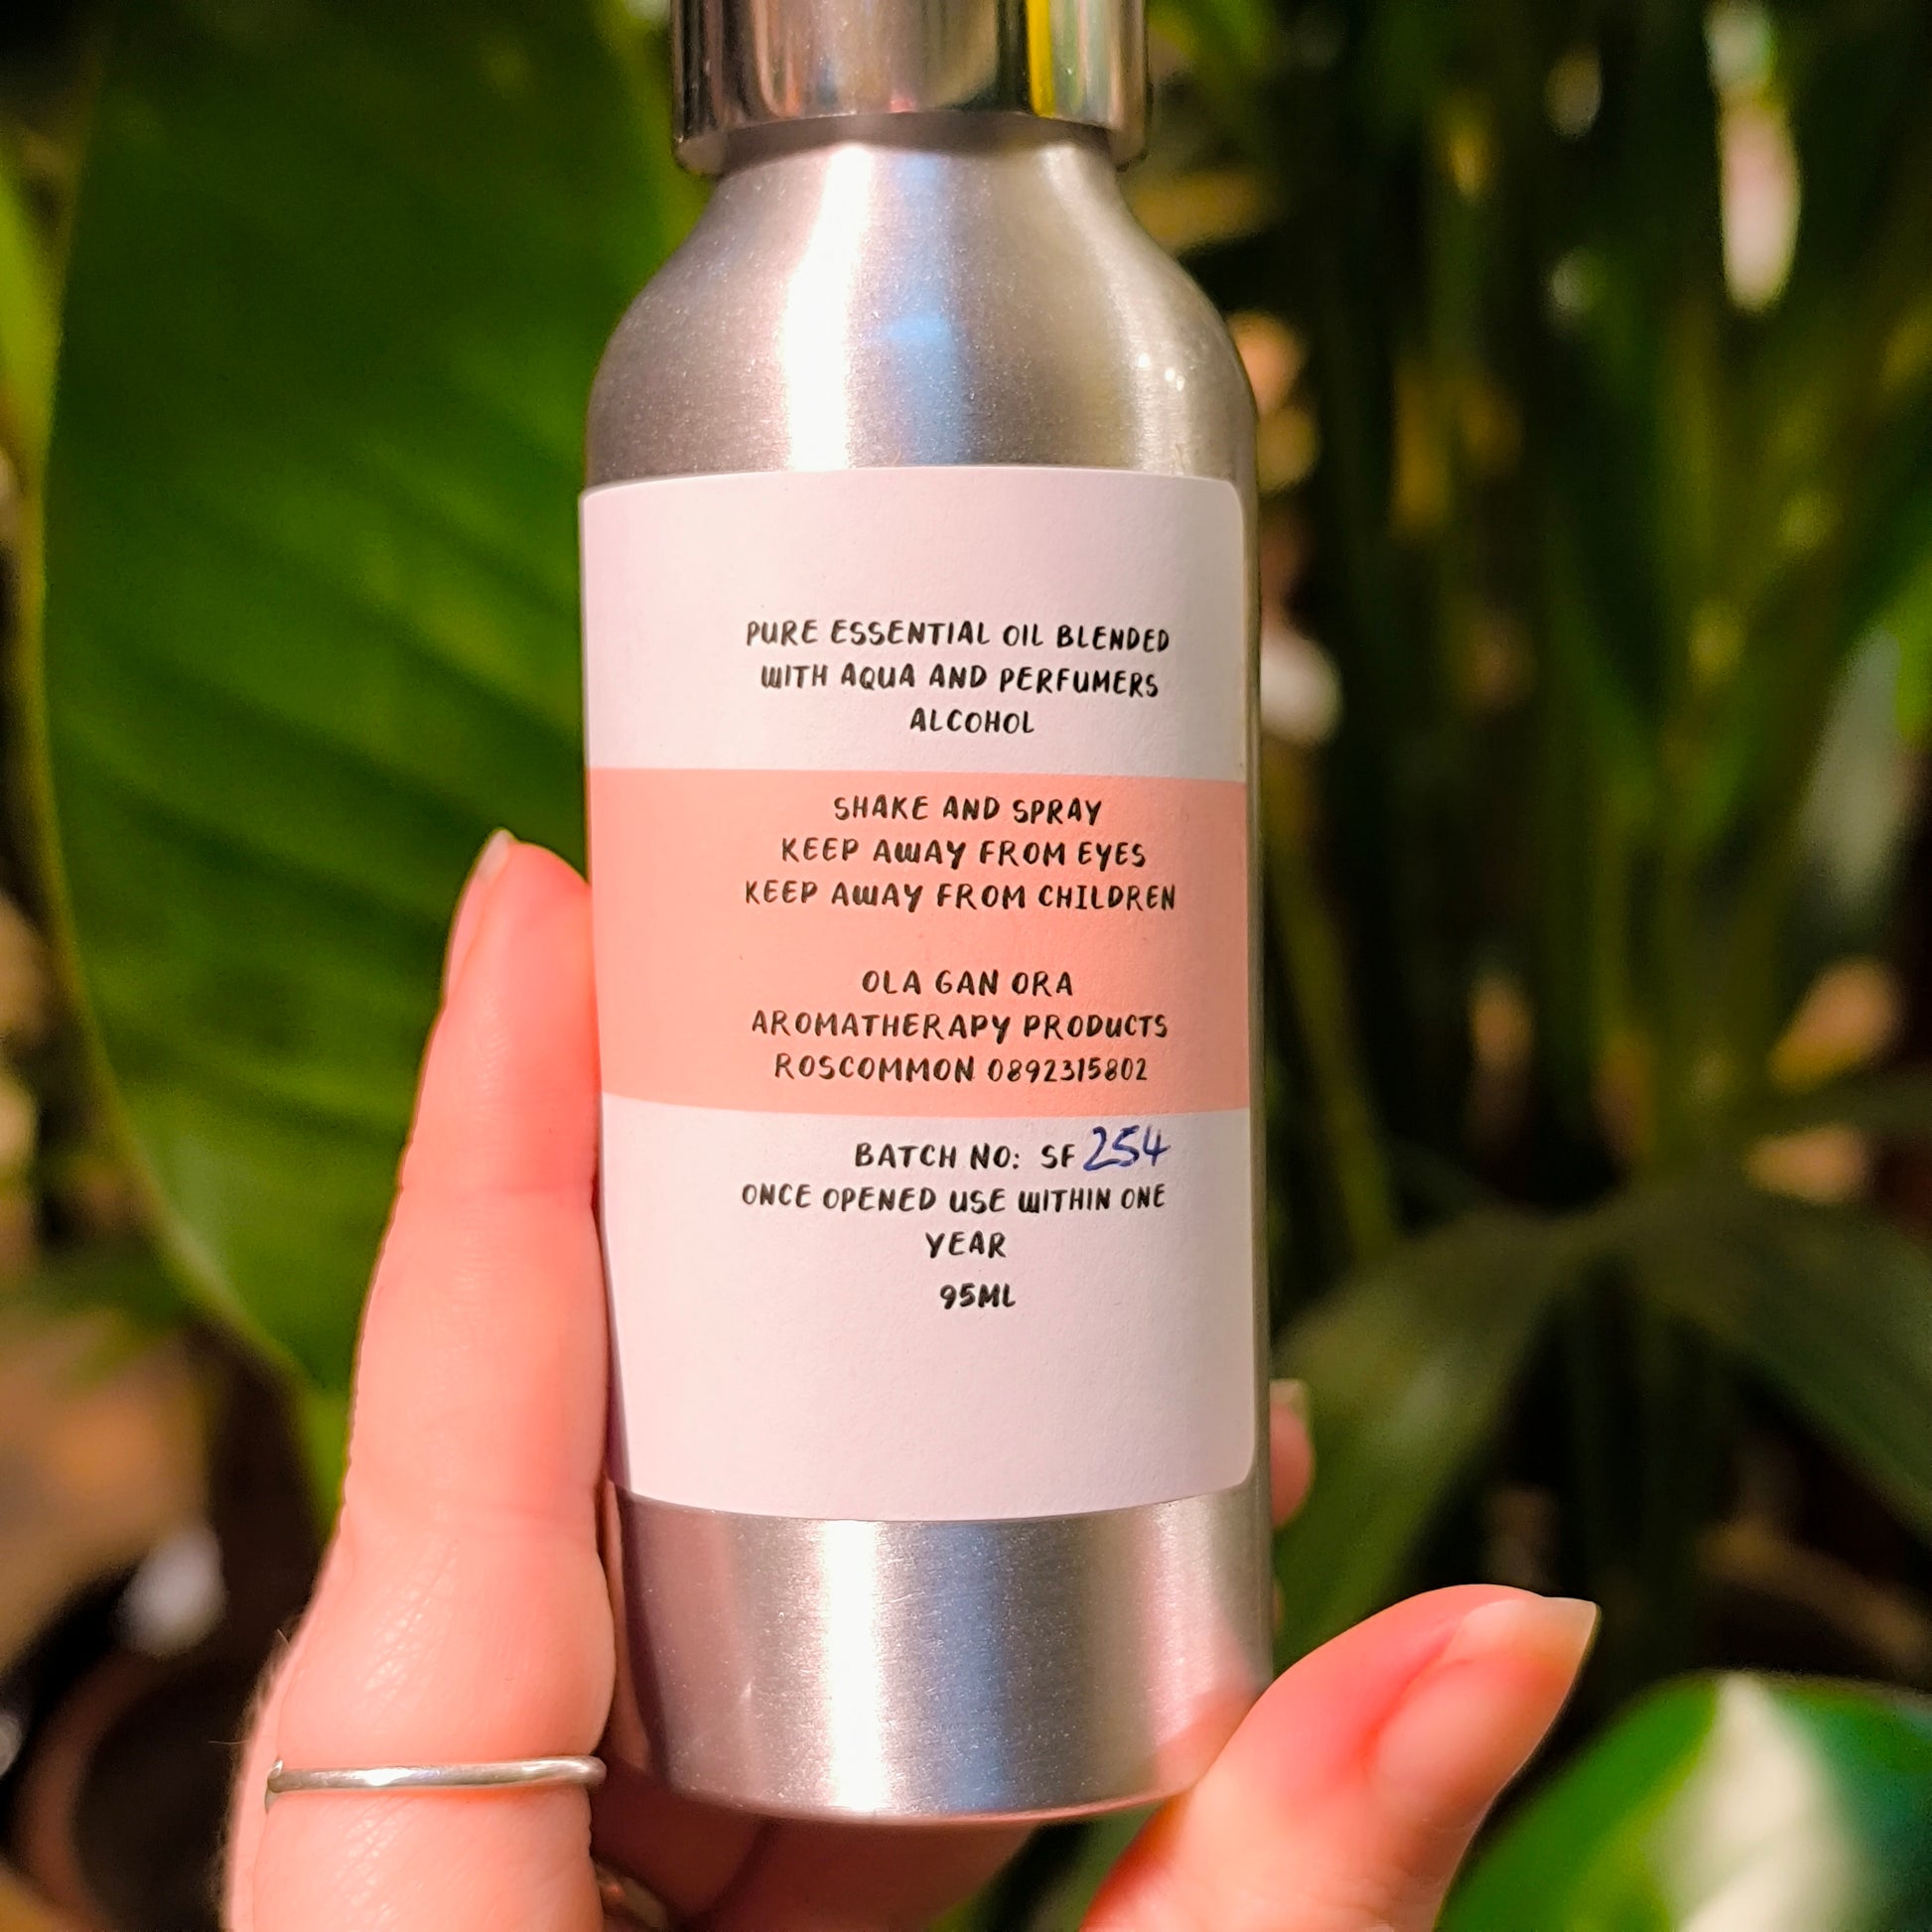 PURE ESSENTIAL OIL BLENDED
WITH AQUA AND PERFUMERS
ALCOHOL
SHAKE AND SPRAY
KEEP AWAY FROM EYES
KEEP AWAY FROM CHILDREN
OLA GAN ORA
AROMATHERAPY PRODUCTS
ROSCOMMON 0892315802
BATCH NO: SF 254
ONCE OPENED USE WITHIN ONE
YEAR
95ML